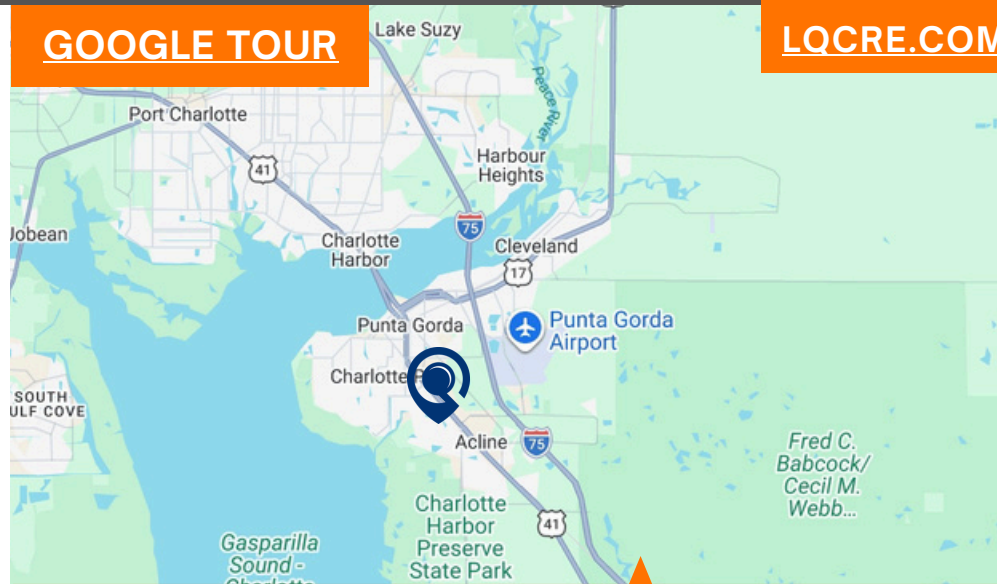 GOOGLE TOUR
LQCRE.COM
Lake Suzy
Peace River
Port Charlotte
Harbour
Heights
41
Jobean
75
Charlotte
Harbor
Cleveland
17
Punta Gorda
Punta Gorda
Airport
Charlotte
SOUTH
ULF COVE
Acline
75
Fred C.
Babcock/
Cecil M.
Webb...
Charlotte
Harbor
Preserve
State Park
41
Gasparilla
Sound -
Charlotte